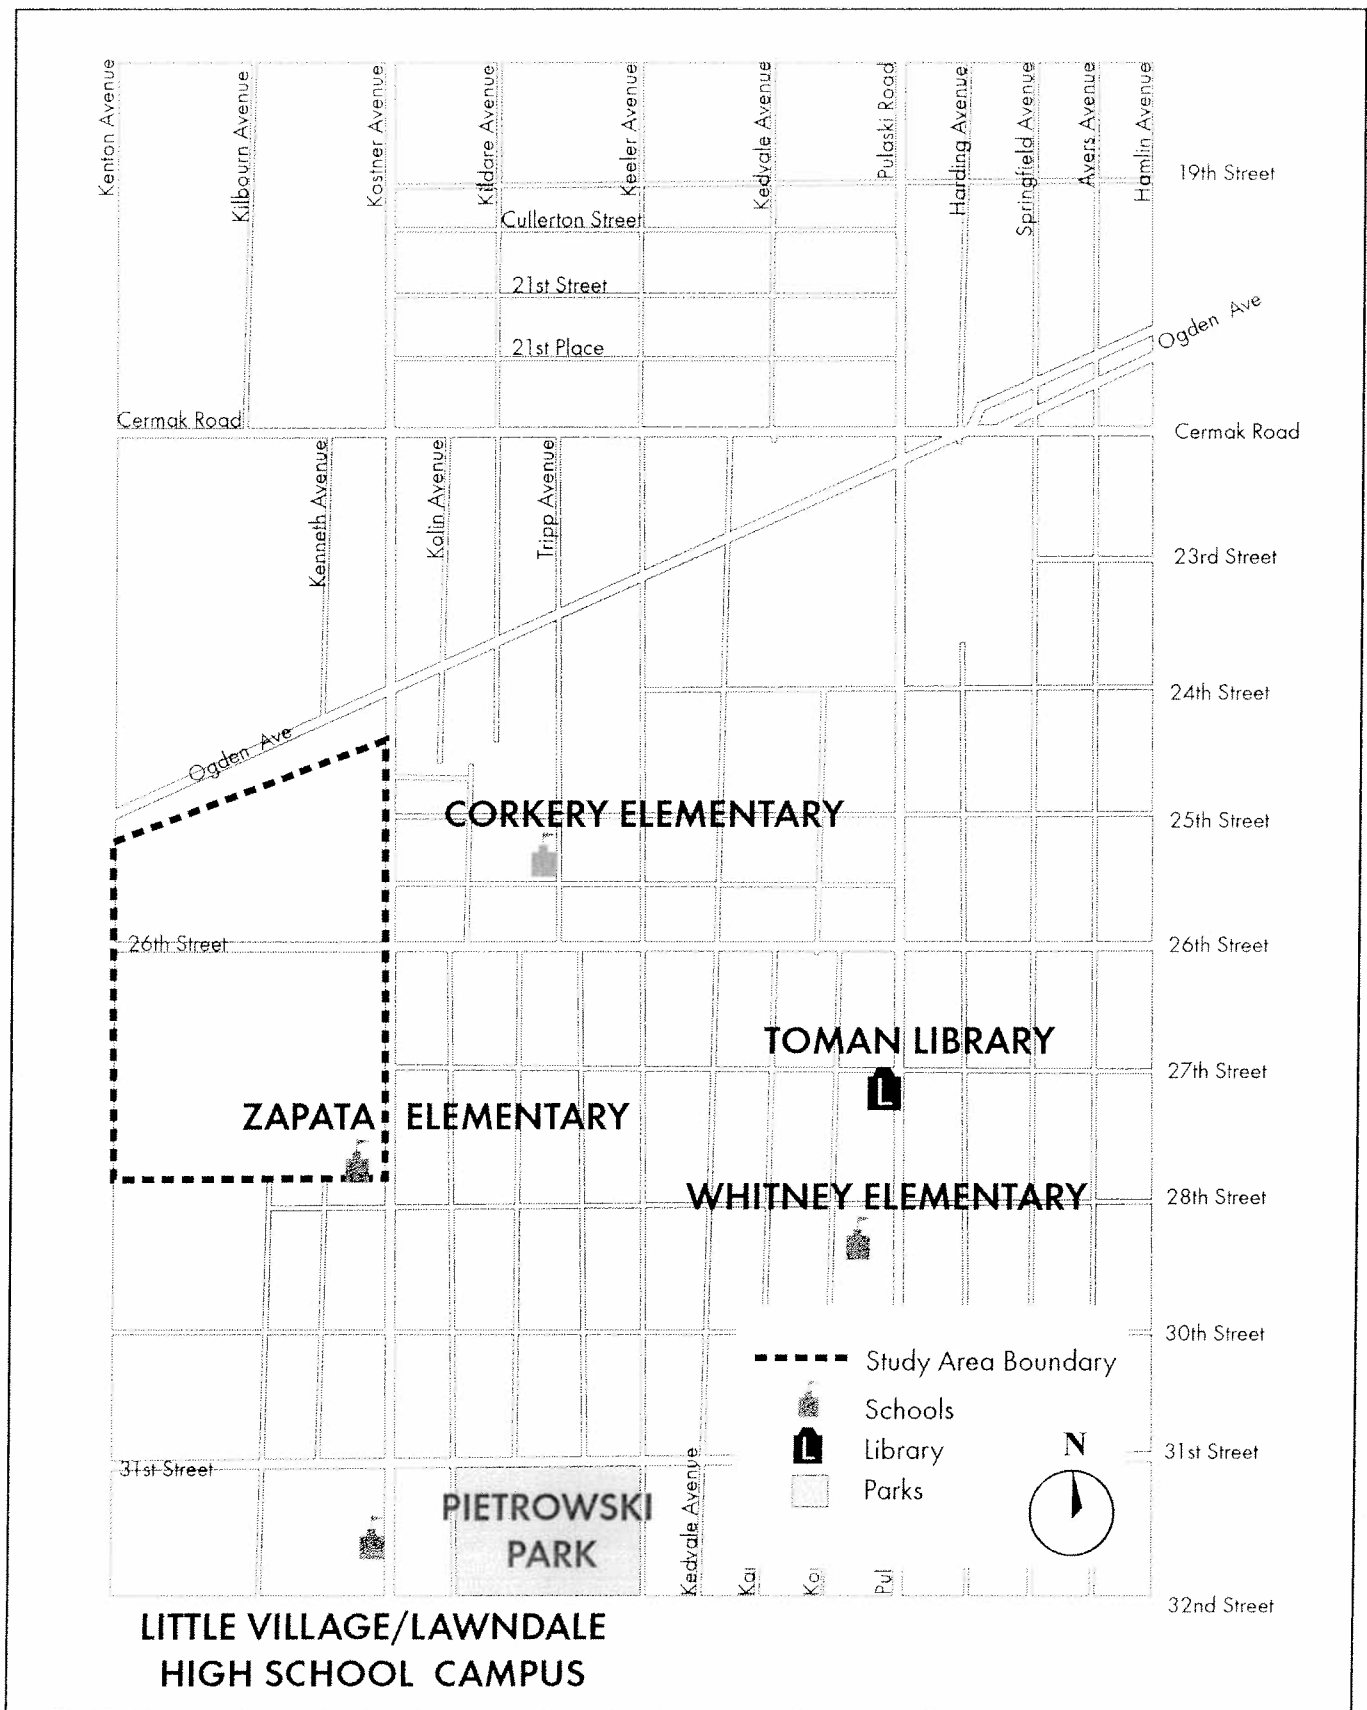 Kenton Avenue
Kilbourn Avenue
Kostner Avenue
Kildare Avenue
Keeler Avenue
Kedvale Avenue
Pulaski Road
Harding Avenue
Springfield Avenue
Avers Avenue
Hamlin Avenue
19th Street
Cullerton Street
21st Street
21st Place
Ogden Ave
Cermak Road
Cermak Road
Kenneth Avenue
Kolin Avenue
Tripp Avenue
23rd Street
24th Street
Ogden Ave
CORKERY ELEMENTARY
25th Street
26th Street
26th Street
TOMAN LIBRARY
27th Street
L
ZAPATA ELEMENTARY
WHITNEY ELEMENTARY
28th Street
30th Street
Study Area Boundary
Schools
L
Library
Parks
N
31st Street
31st Street
PIETROWSKI
PARK
Kedvale Avenue
Ka
Ko
Pul
32nd Street
LITTLE VILLAGE/LAWNDALE
HIGH SCHOOL CAMPUS